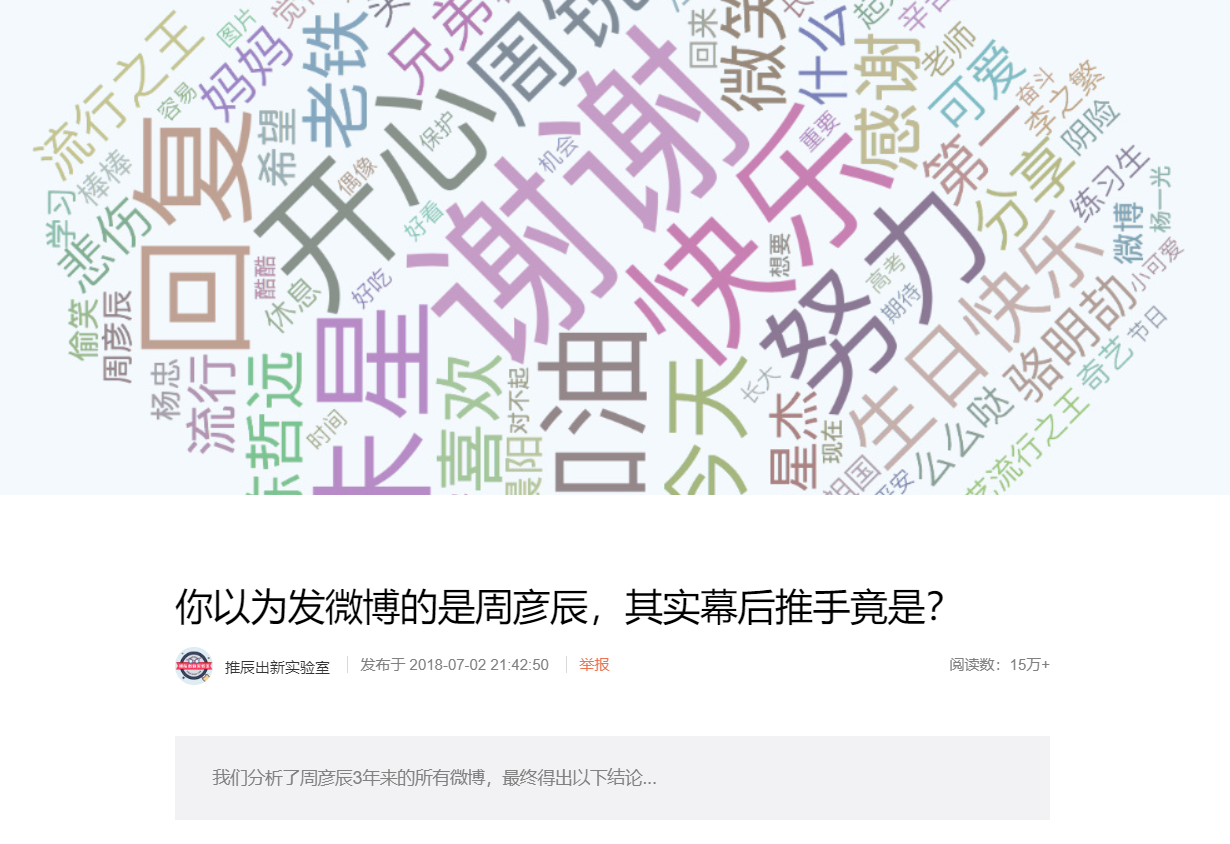 流行之王
图片
妈妈
容易
老铁
兄弟
周锐
回来
微笑
什么
感谢
老师
可爱
奋斗
李之繁
阴险
第一
分享
练习生
杨一光
微博
小可爱
节日
学习
棒棒
悲伤
偷笑
周彦辰
回复
希望
酷酷
休息
开心
偶像
保护
好看
好吃
谢谢
机会
快乐
重要
想要
努力
高考
期待
生日快乐
骆明劼
奇艺
杨忠
流行
哲远
时间
星
喜欢
对不起
晨阳
加油
今天
长大
星杰
现在
祖国
平安
么么哒
艺流行之王
你以为发微博的是周彦辰，其实幕后推手竟是？
推辰出新实验室 发布于 2018-07-02 21:42:50 举报 阅读数：15万+
我们分析了周彦辰3年来的所有微博，最终得出以下结论...